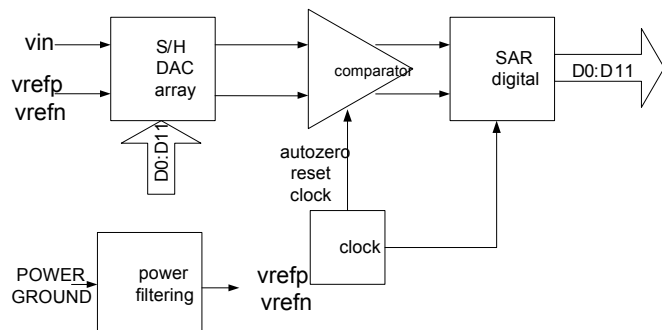 vin
vrefp
vrefn
S/H
DAC
array
D0:D11
comparator
SAR
digital
D0:D11
autozero
reset
clock
clock
POWER
GROUND
power
filtering
vrefp
vrefn